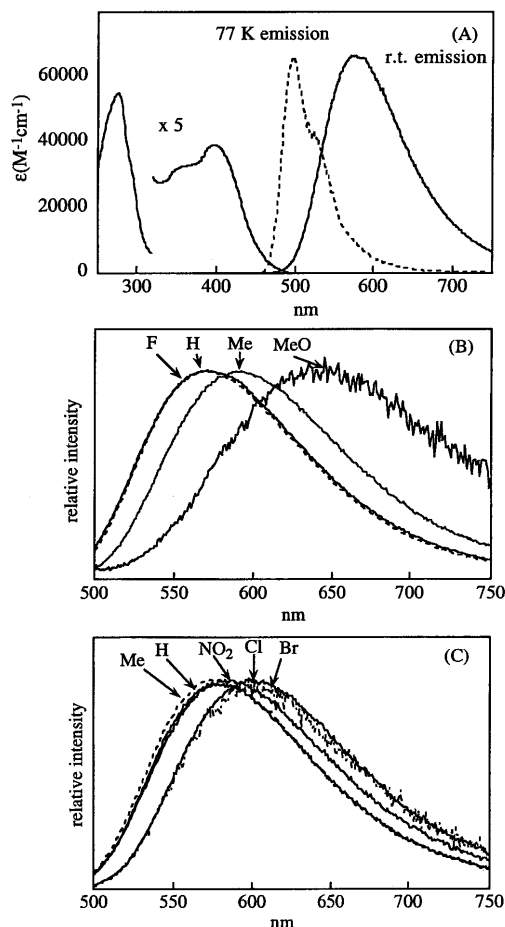 77 K emission (A)
r.t. emission
ε(M-1cm-1)
60000
40000
20000
0
x 5
300 400 500 600 700
nm
F H Me MeO (B)
relative intensity
500 550 600 650 700 750
nm
Me H NO2 Cl Br (C)
relative intensity
500 550 600 650 700 750
nm